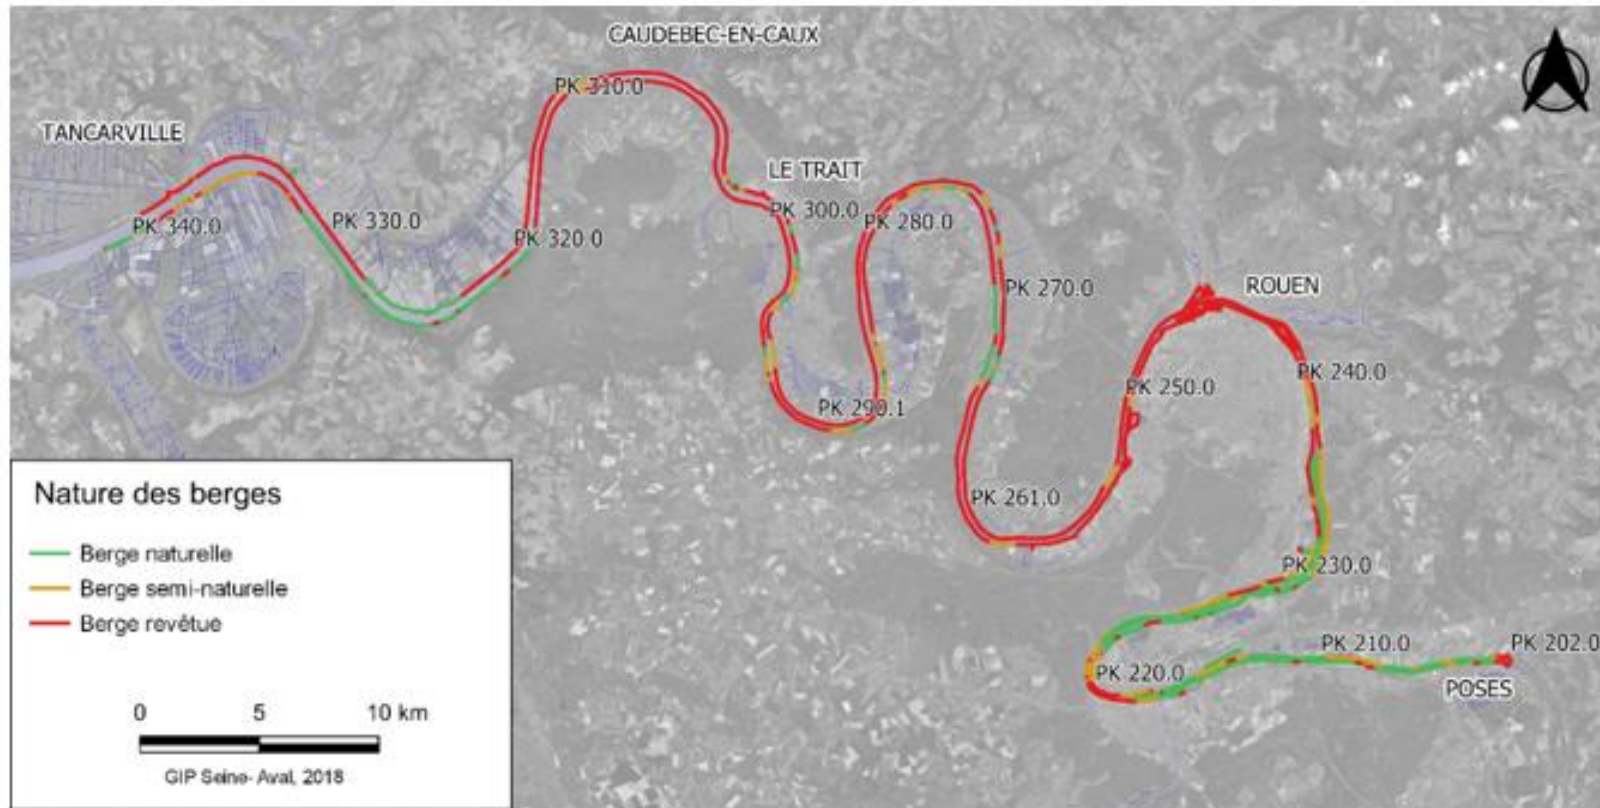 CAUDEBEC-EN-CAUX
PK 310.0
TANCARVILLE
LE TRAIT
PK 340.0
PK 330.0
PK 320.0
PK 300.0
PK 280.0
PK 270.0
ROUEN
PK 250.0
PK 240.0
PK 290.1
PK 261.0
PK 230.0
PK 220.0
PK 210.0
PK 202.0
POSES
Nature des berges
Berge naturelle
Berge semi-naturelle
Berge revêtue
0 5 10 km
GIP Seine-Aval, 2018